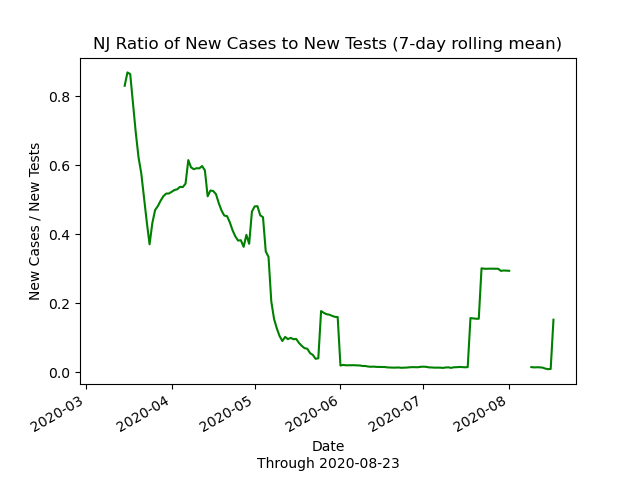 NJ Ratio of New Cases to New Tests (7-day rolling mean)
New Cases / New Tests
0.8
0.6
0.4
0.2
0.0
2020-03
2020-04
2020-05
2020-06
2020-07
2020-08
Date
Through 2020-08-23